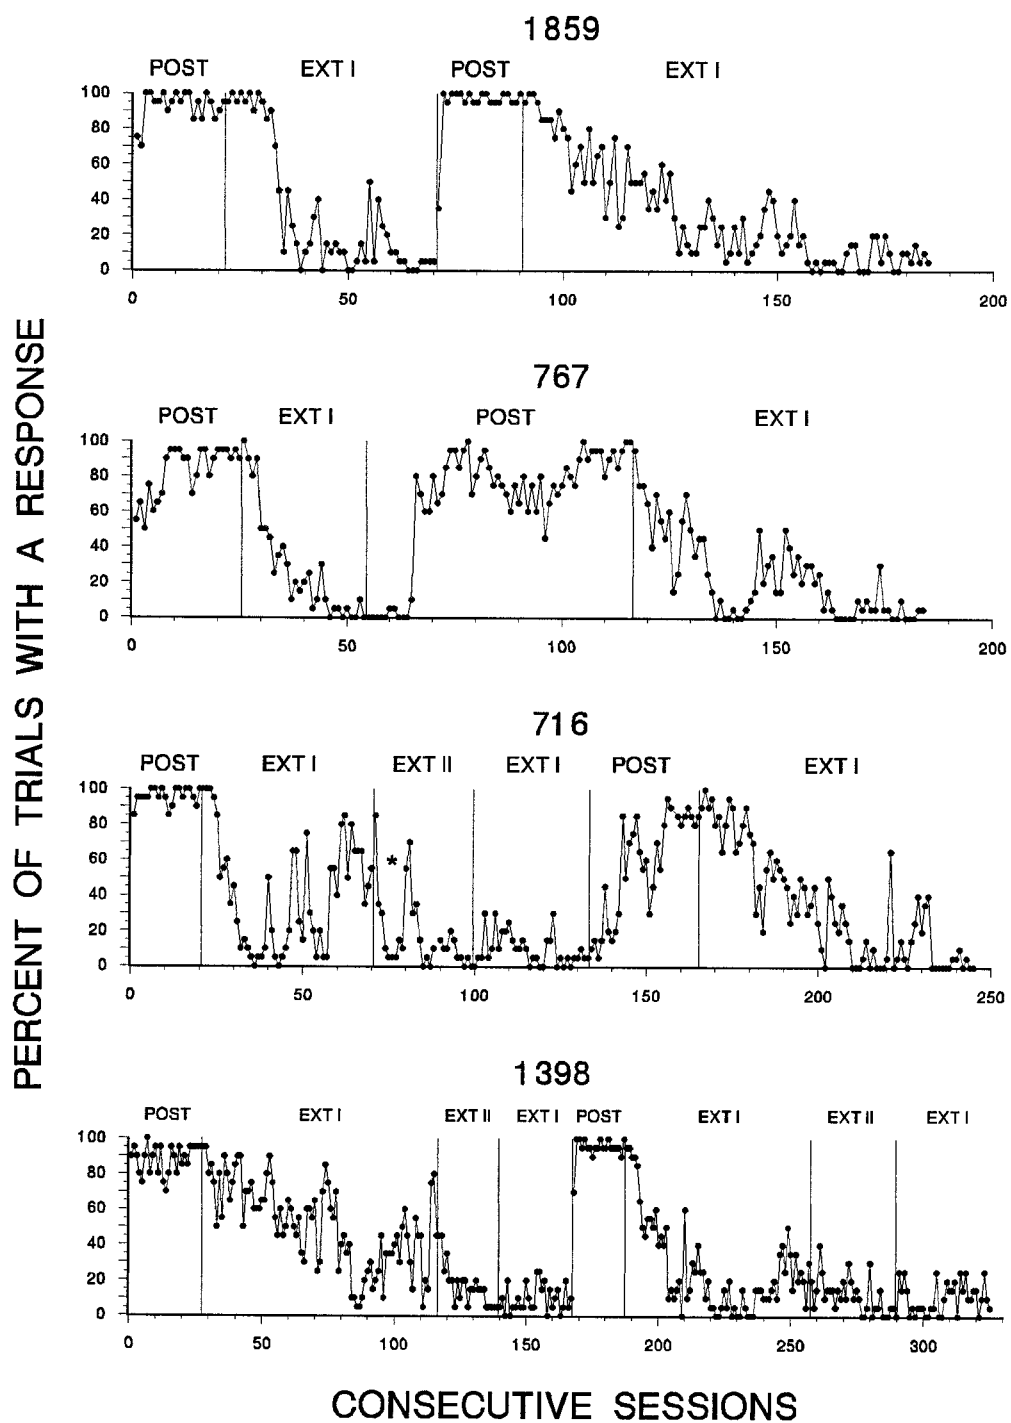 1859
POST EXT I POST EXT I
100
80
60
40
20
0
0 50 100 150 200
767
POST EXT I POST EXT I
100
80
60
40
20
0
0 50 100 150 200
716
POST EXT I EXT II EXT I POST EXT I
100
80
60
40
20
0
*
0 50 100 150 200 250
1398
POST EXT I EXT II EXT I POST EXT I EXT II EXT I
100
80
60
40
20
0
0 50 100 150 200 250 300
PERCENT OF TRIALS WITH A RESPONSE
CONSECUTIVE SESSIONS